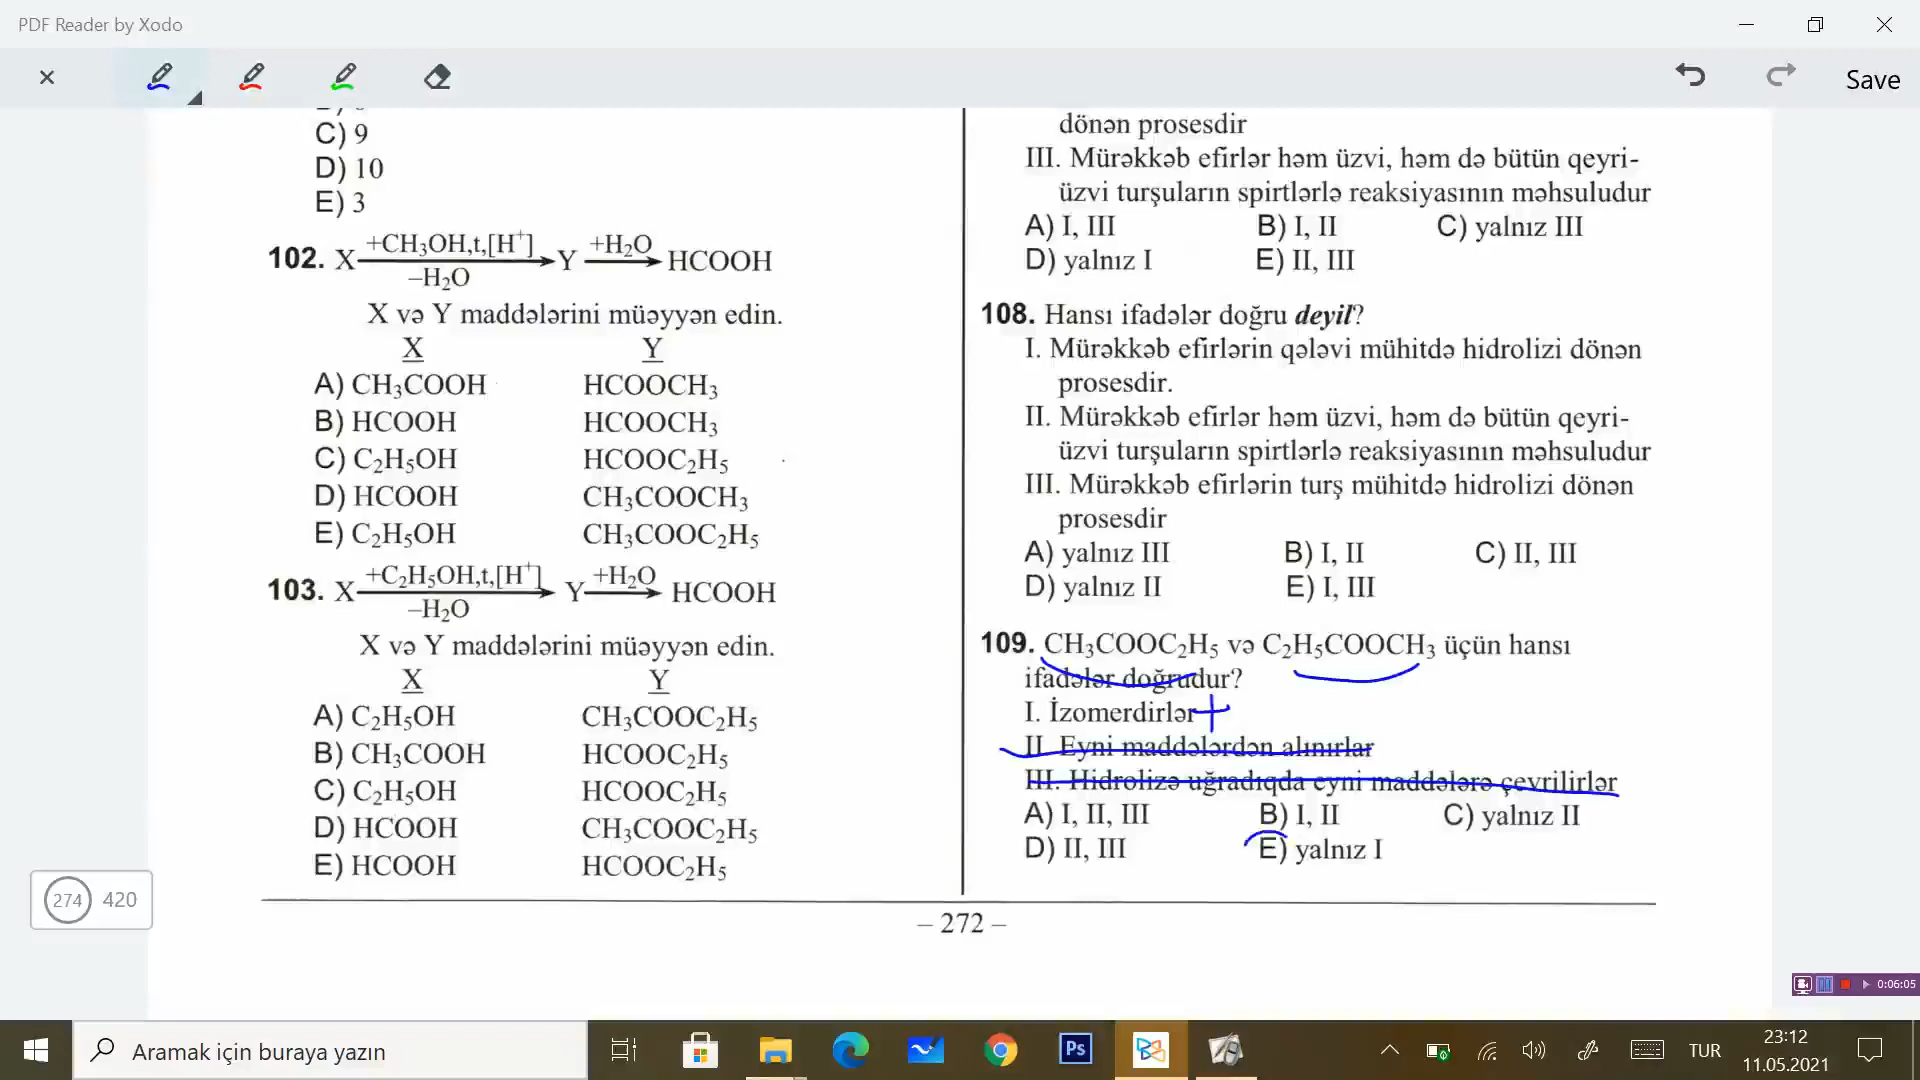 PDF Reader by Xodo
Save
C) 9
D) 10
E) 3
102. X +CH₃OH,t,[H⁺] –H₂O Y +H₂O HCOOH
X və Y maddələrini müəyyən edin.
X Y
A) CH₃COOH HCOOCH₃
B) HCOOH HCOOCH₃
C) C₂H₅OH HCOOC₂H₅
D) HCOOH CH₃COOCH₃
E) C₂H₅OH CH₃COOC₂H₅
103. X +C₂H₅OH,t,[H⁺] –H₂O Y +H₂O HCOOH
X və Y maddələrini müəyyən edin.
X Y
A) C₂H₅OH CH₃COOC₂H₅
B) CH₃COOH HCOOC₂H₅
C) C₂H₅OH HCOOC₂H₅
D) HCOOH CH₃COOC₂H₅
E) HCOOH HCOOC₂H₅
dönən prosesdir
III. Mürəkkəb efirlər həm üzvi, həm də bütün qeyri-
üzvi turşuların spirtlərlə reaksiyasının məhsuludur
A) I, III B) I, II C) yalnız III
D) yalnız I E) II, III
108. Hansı ifadələr doğru deyil?
I. Mürəkkəb efirlərin qələvi mühitdə hidrolizi dönən
prosesdir.
II. Mürəkkəb efirlər həm üzvi, həm də bütün qeyri-
üzvi turşuların spirtlərlə reaksiyasının məhsuludur
III. Mürəkkəb efirlərin turş mühitdə hidrolizi dönən
prosesdir
A) yalnız III B) I, II C) II, III
D) yalnız II E) I, III
109. CH₃COOC₂H₅ və C₂H₅COOCH₃ üçün hansı
ifadələr doğrudur?
I. İzomerdirlər +
II. Eyni maddələrdən alınırlar
III. Hidrolizə uğradıqda eyni maddələrə çevrilirlər
A) I, II, III B) I, II C) yalnız II
D) II, III E) yalnız I
– 272 –
274 420
0:06:05
Aramak için buraya yazın
Ps
TUR
23:12
11.05.2021